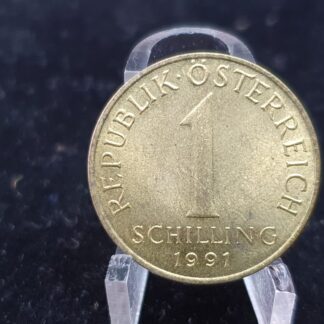 REPUBLIK·ÖSTERREICH
1
SCHILLING
1991